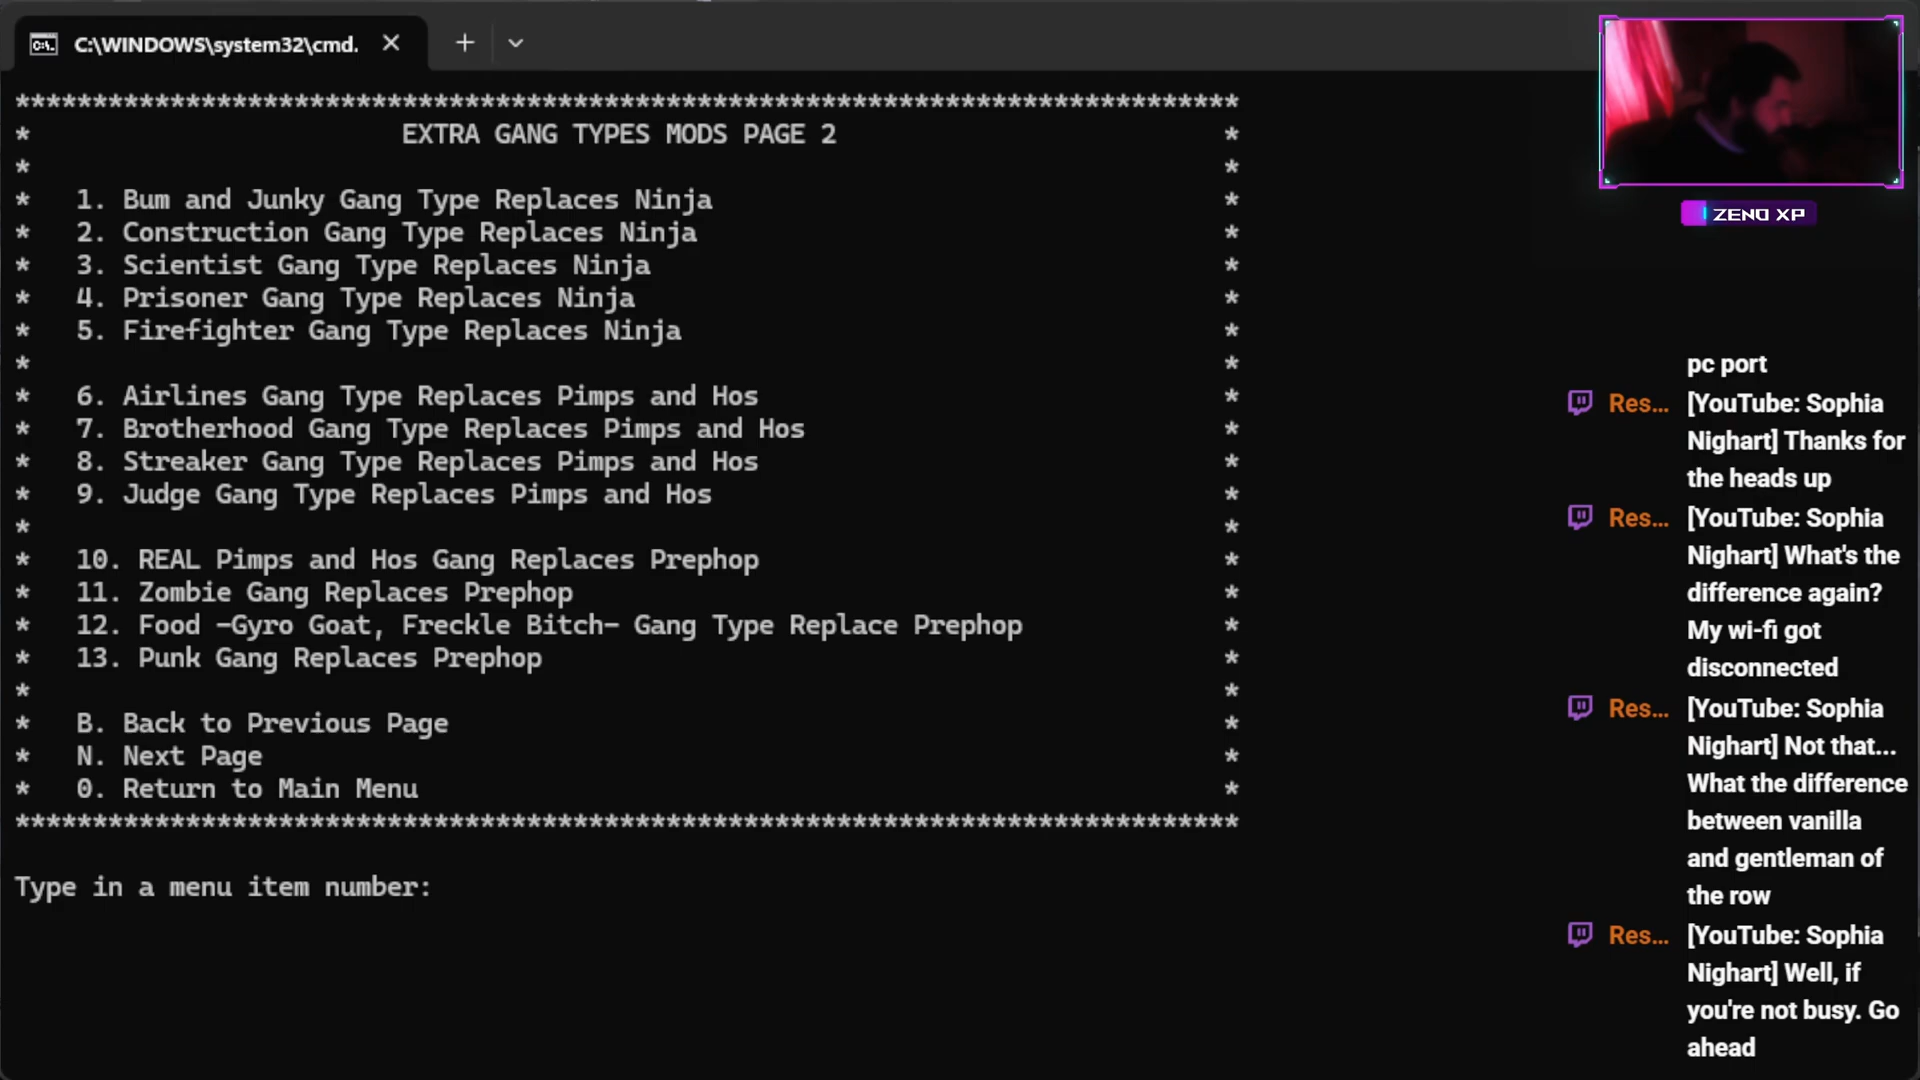 C:\WINDOWS\system32\cmd.
********************************************************************************
* EXTRA GANG TYPES MODS PAGE 2 *
* *
* 1. Bum and Junky Gang Type Replaces Ninja *
* 2. Construction Gang Type Replaces Ninja *
* 3. Scientist Gang Type Replaces Ninja *
* 4. Prisoner Gang Type Replaces Ninja *
* 5. Firefighter Gang Type Replaces Ninja *
* *
* 6. Airlines Gang Type Replaces Pimps and Hos *
* 7. Brotherhood Gang Type Replaces Pimps and Hos *
* 8. Streaker Gang Type Replaces Pimps and Hos *
* 9. Judge Gang Type Replaces Pimps and Hos *
* *
* 10. REAL Pimps and Hos Gang Replaces Prephop *
* 11. Zombie Gang Replaces Prephop *
* 12. Food -Gyro Goat, Freckle Bitch- Gang Type Replace Prephop *
* 13. Punk Gang Replaces Prephop *
* *
* B. Back to Previous Page *
* N. Next Page *
* 0. Return to Main Menu *
********************************************************************************
Type in a menu item number:
ZENO XP
pc port
Res... [YouTube: Sophia
Nighart] Thanks for
the heads up
Res... [YouTube: Sophia
Nighart] What's the
difference again?
My wi-fi got
disconnected
Res... [YouTube: Sophia
Nighart] Not that...
What the difference
between vanilla
and gentleman of
the row
Res... [YouTube: Sophia
Nighart] Well, if
you're not busy. Go
ahead